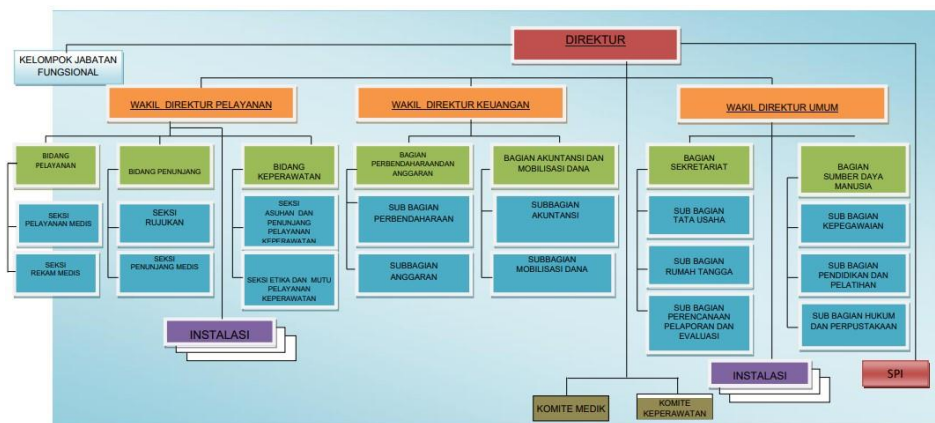 DIREKTUR
KELOMPOK JABATAN
FUNGSIONAL
WAKIL DIREKTUR PELAYANAN
WAKIL DIREKTUR KEUANGAN
WAKIL DIREKTUR UMUM
BIDANG
PELAYANAN
BIDANG PENUNJANG
BIDANG
KEPERAWATAN
BAGIAN
PERBENDAHARAANDAN
ANGGARAN
BAGIAN AKUNTANSI DAN
MOBILISASI DANA
BAGIAN
SEKRETARIAT
BAGIAN
SUMBER DAYA
MANUSIA
SEKSI
PELAYANAN MEDIS
SEKSI
RUJUKAN
SEKSI
ASUHAN DAN
PENUNJANG
PELAYANAN
KEPERAWATAN
SUB BAGIAN
PERBENDAHARAAN
SUBBAGIAN
AKUNTANSI
SUB BAGIAN
TATA USAHA
SUB BAGIAN
KEPEGAWAIAN
SEKSI
REKAM MEDIS
SEKSI
PENUNJANG MEDIS
SEKSI ETIKA DAN MUTU
PELAYANAN
KEPERAWATAN
SUBBAGIAN
ANGGARAN
SUBBAGIAN
MOBILISASI DANA
SUB BAGIAN
RUMAH TANGGA
SUB BAGIAN
PENDIDIKAN DAN
PELATIHAN
SUB BAGIAN
PERENCANAAN
PELAPORAN DAN
EVALUASI
SUB BAGIAN HUKUM
DAN PERPUSTAKAAN
INSTALASI
INSTALASI
SPI
KOMITE MEDIK
KOMITE
KEPERAWATAN